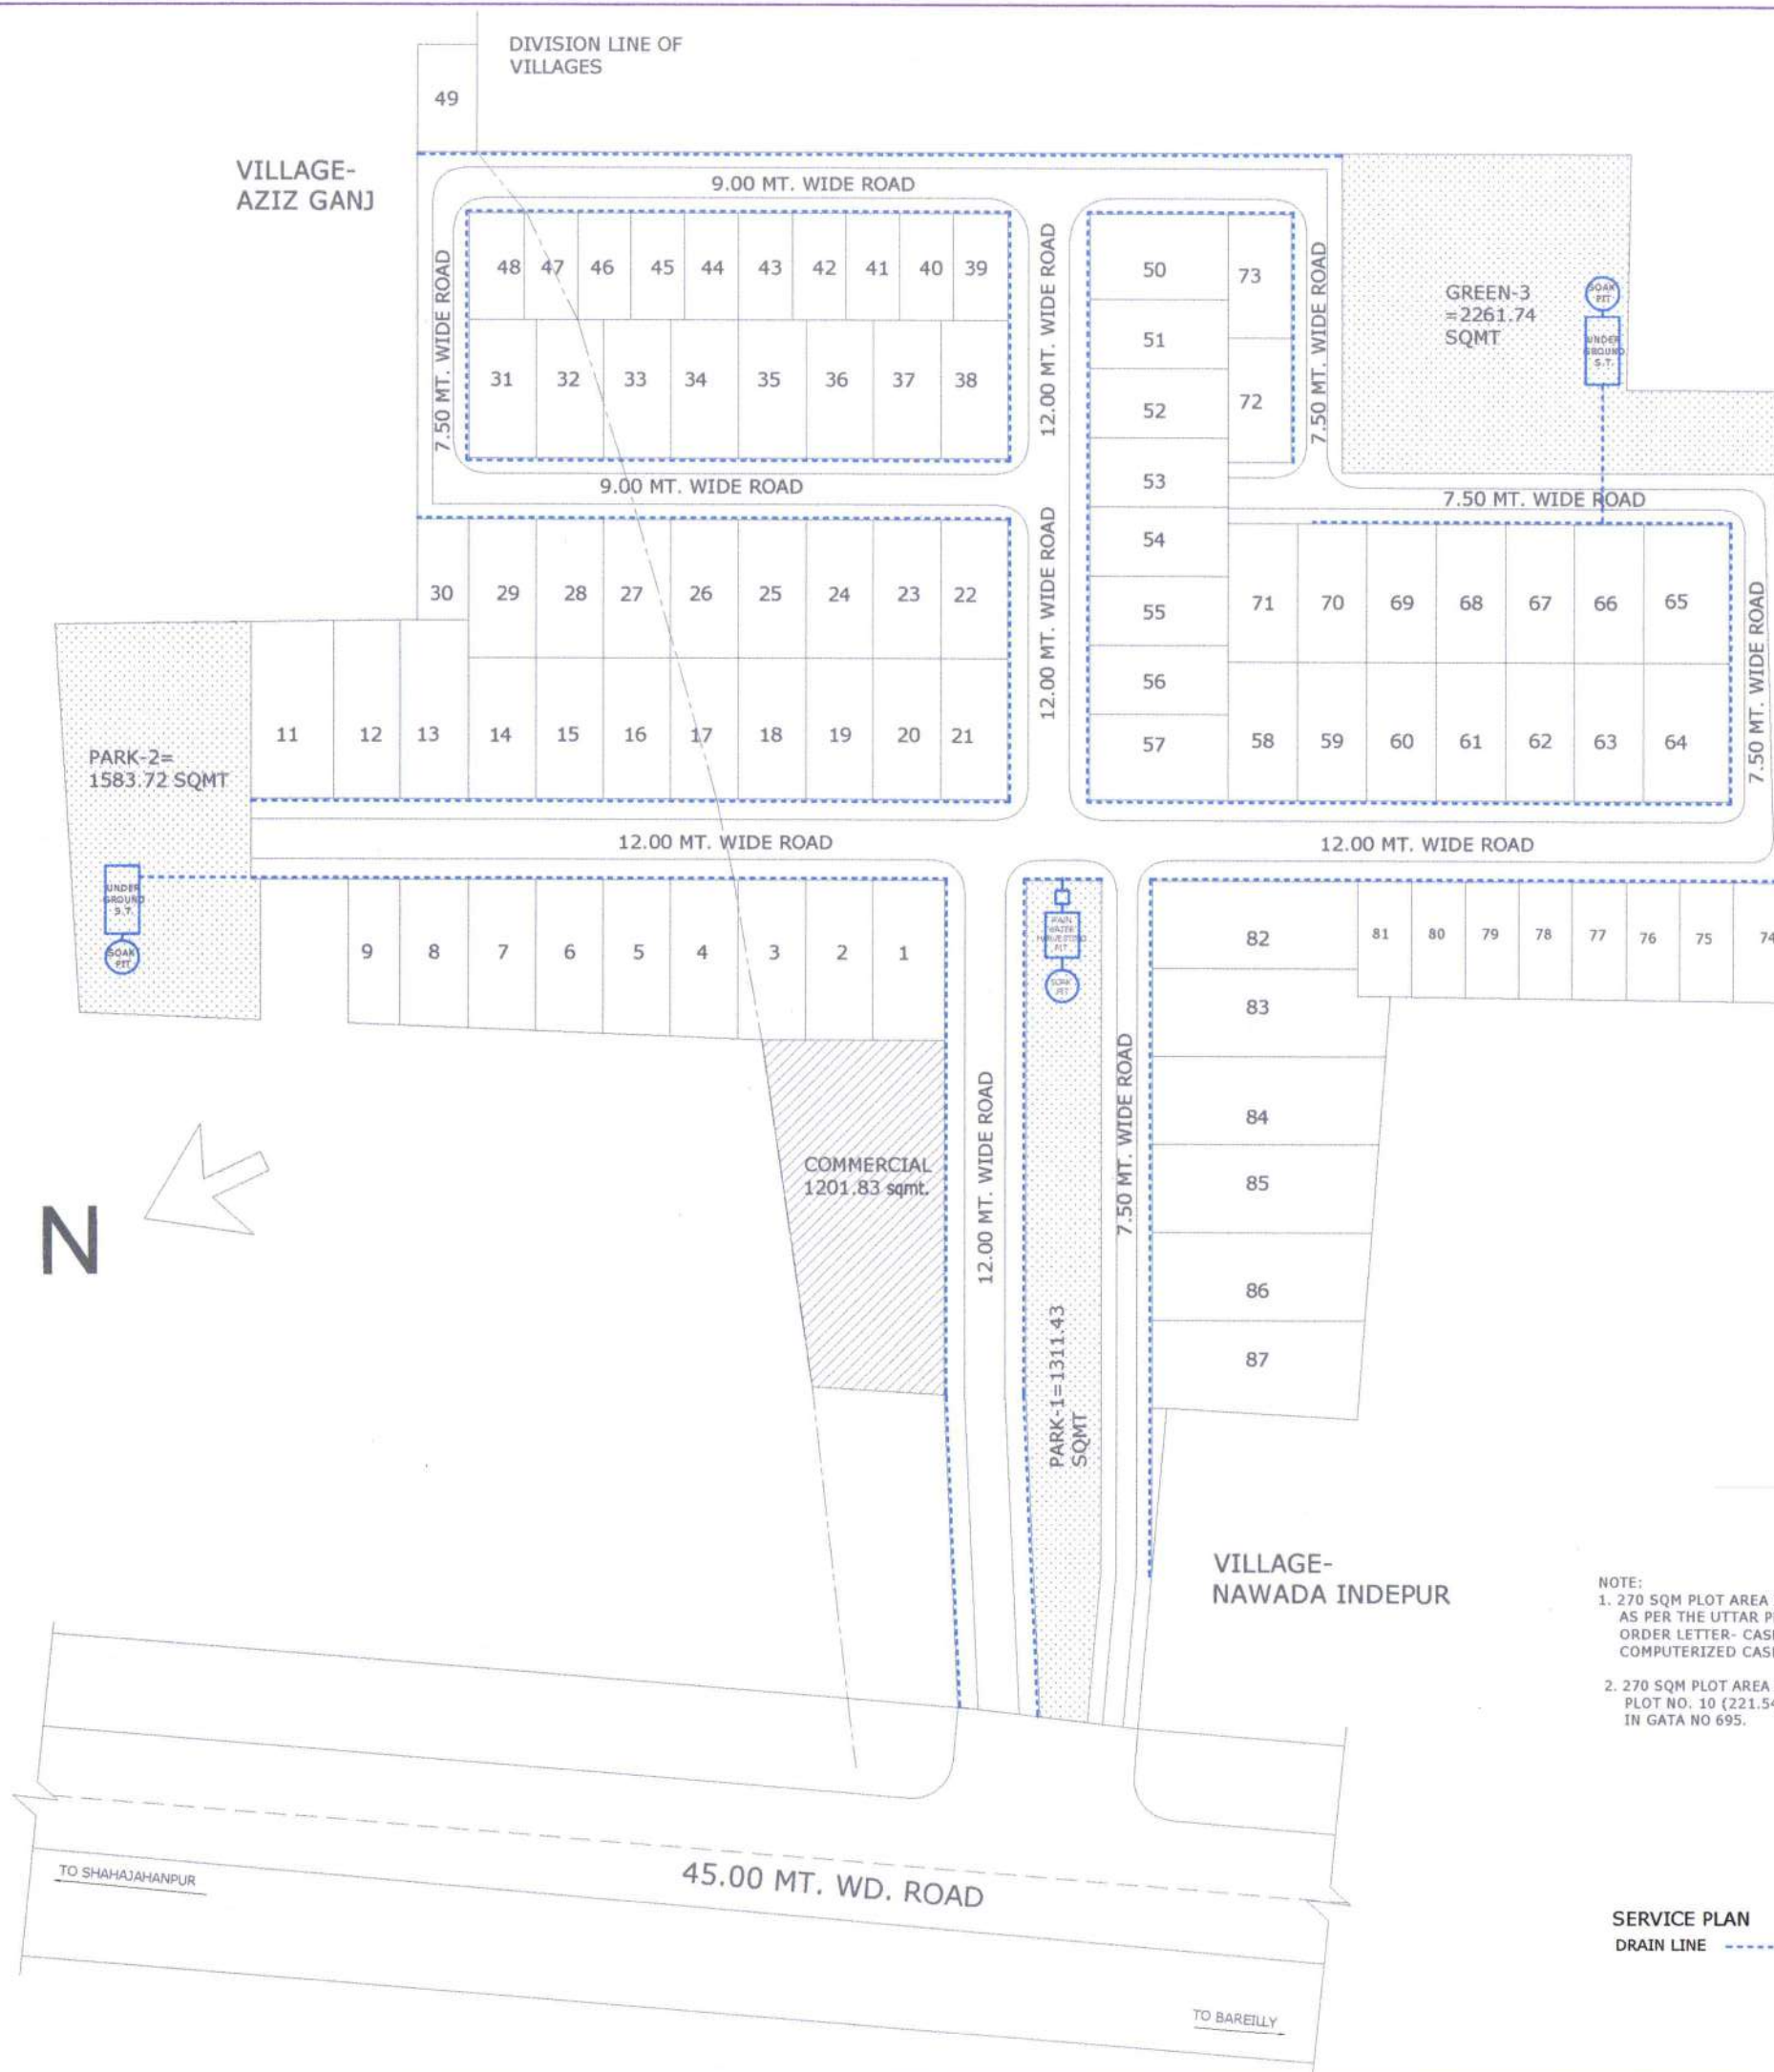 DIVISION LINE OF
VILLAGES
49
VILLAGE-
AZIZ GANJ
9.00 MT. WIDE ROAD
7.50 MT. WIDE ROAD
48 47 46 45 44 43 42 41 40 39
31 32 33 34 35 36 37 38
12.00 MT. WIDE ROAD
50
51
52
53
54
55
56
57
73
72
7.50 MT. WIDE ROAD
GREEN-3
=2261.74
SQMT
SOAK
PIT
UNDER
GROUND
S.T.
9.00 MT. WIDE ROAD
7.50 MT. WIDE ROAD
30 29 28 27 26 25 24 23 22
12.00 MT. WIDE ROAD
71 70 69 68 67 66 65
7.50 MT. WIDE ROAD
11 12 13 14 15 16 17 18 19 20 21
58 59 60 61 62 63 64
PARK-2=
1583.72 SQMT
12.00 MT. WIDE ROAD
12.00 MT. WIDE ROAD
UNDER
GROUND
S.T.
SOAK
PIT
9 8 7 6 5 4 3 2 1
RAIN
WATER
HARVESTING
PIT
SOAK
PIT
82
83
84
85
86
87
81 80 79 78 77 76 75 74
COMMERCIAL
1201.83 sqmt.
12.00 MT. WIDE ROAD
PARK-1=1311.43
SQMT
7.50 MT. WIDE ROAD
N
VILLAGE-
NAWADA INDEPUR
NOTE:
1. 270 SQM PLOT AREA
AS PER THE UTTAR
ORDER LETTER-
COMPUTERIZED
2. 270 SQM PLOT AREA
PLOT NO. 10 (221.54
IN GATA NO 695.
TO SHAHAJAHANPUR
45.00 MT. WD. ROAD
TO BAREILLY
SERVICE PLAN
DRAIN LINE